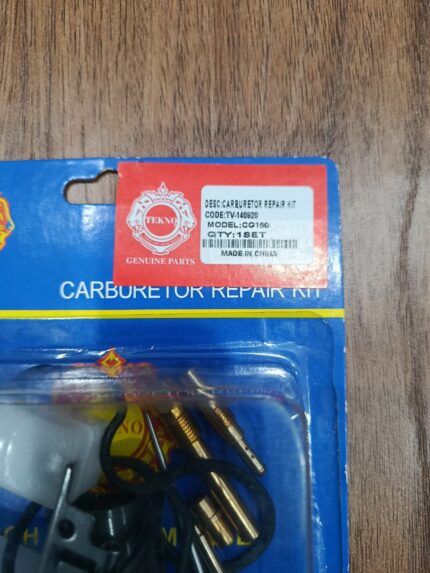 TEKNO
GENUINE PARTS
DESC:CARBURETOR REPAIR KIT
CODE:TV-140920
MODEL:CG150
QTY:1SET
MADE IN CHINA
CARBURETOR REPAIR KIT